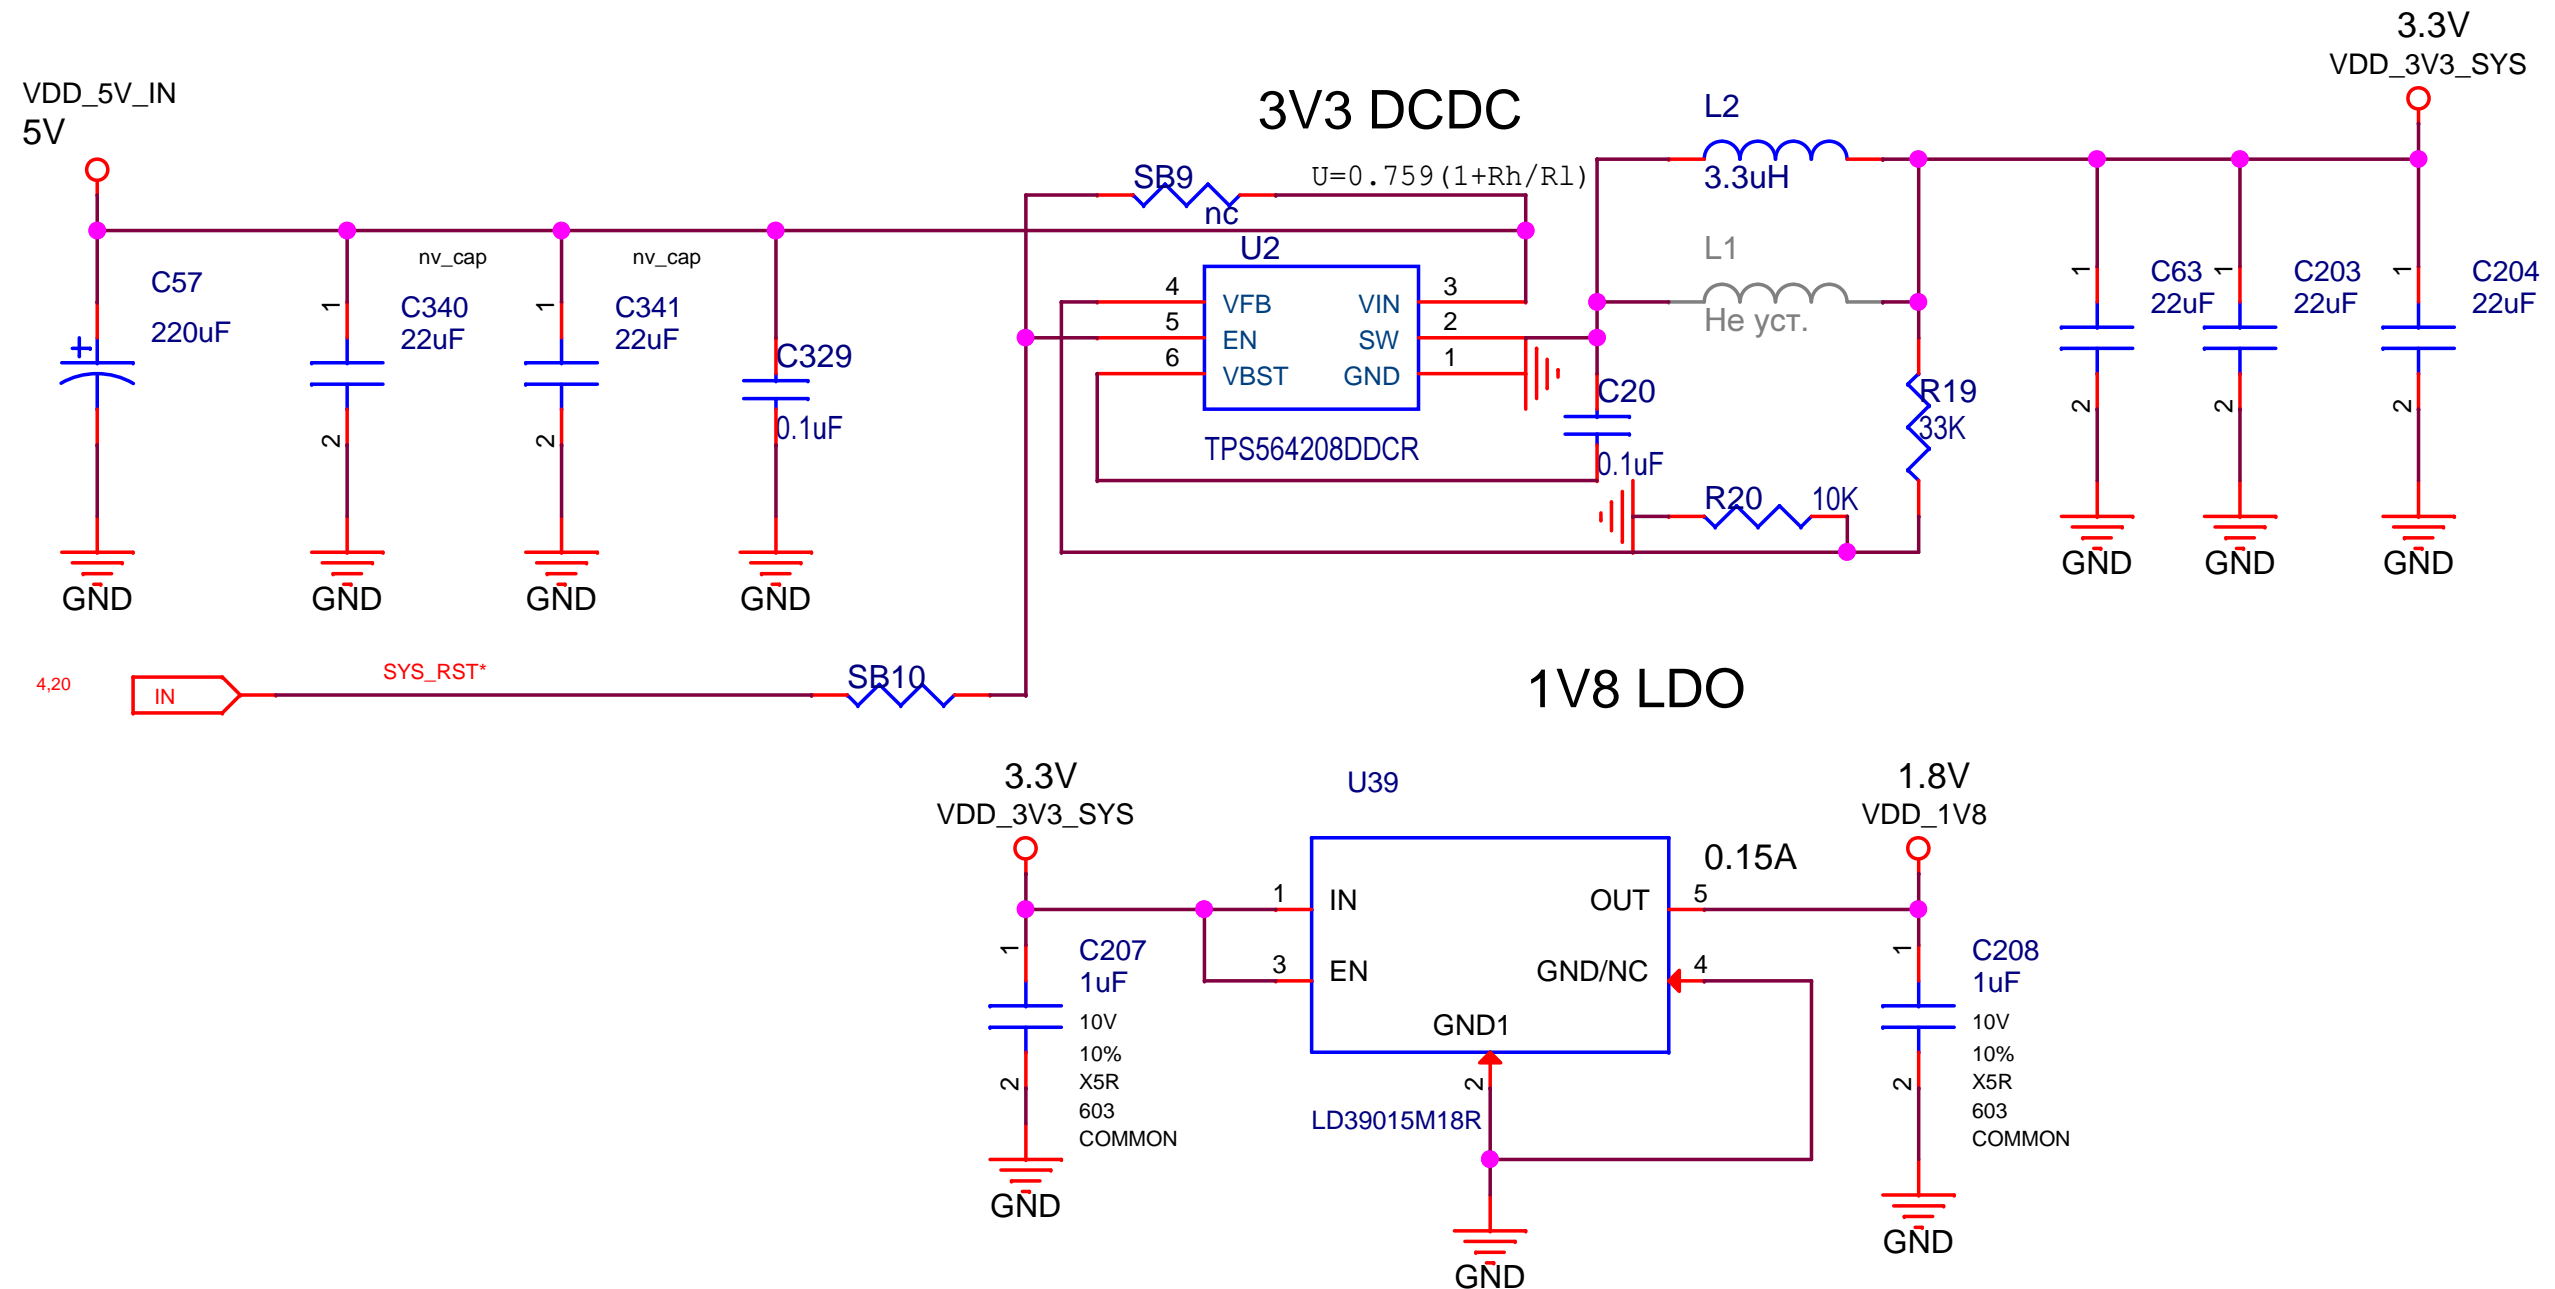 3.3V
VDD_3V3_SYS
VDD_5V_IN
5V
3V3 DCDC
L2
3.3uH
SB9
nc
U=0.759(1+Rh/Rl)
U2
L1
Не уст.
nv_cap
nv_cap
C57
220uF
1
C340
22uF
2
1
C341
22uF
2
C329
0.1uF
4
VFB
VIN
3
5
EN
SW
2
6
VBST
GND
1
TPS564208DDCR
C20
0.1uF
R19
33K
R20
10K
1
C63
22uF
2
1
C203
22uF
2
1
C204
22uF
2
GND
GND
GND
GND
GND
GND
GND
4,20
IN
SYS_RST*
SB10
1V8 LDO
3.3V
VDD_3V3_SYS
U39
1.8V
VDD_1V8
0.15A
1
IN
OUT
5
3
EN
GND/NC
4
GND1
2
LD39015M18R
1
C207
1uF
10V
10%
X5R
603
COMMON
2
GND
1
C208
1uF
10V
10%
X5R
603
COMMON
2
GND
GND